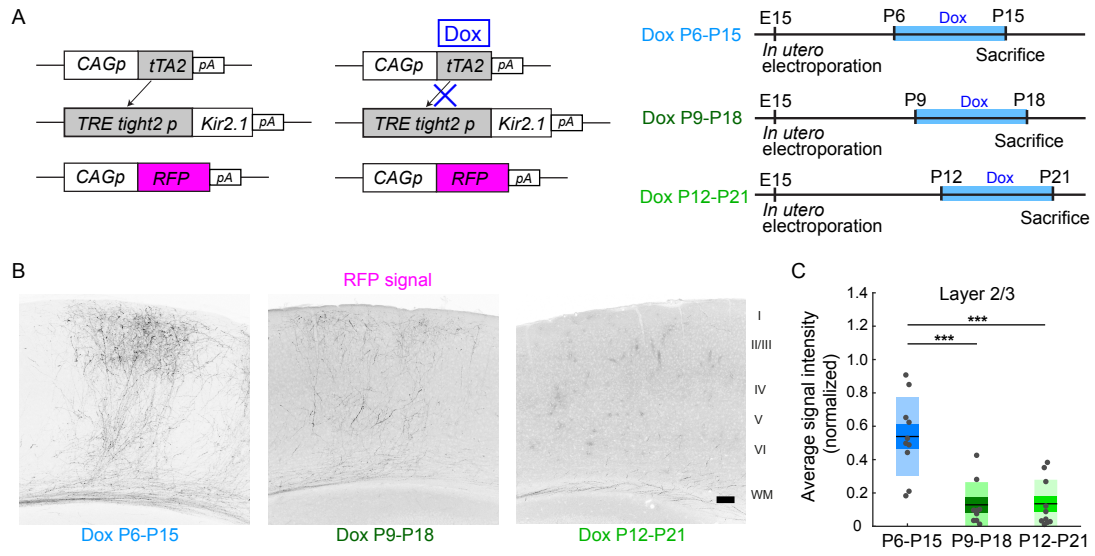 A
CAGp tTA2 pA
TRE tight2 p Kir2.1 pA
CAGp RFP pA
Dox
CAGp tTA2 pA
TRE tight2 p Kir2.1 pA
CAGp RFP pA
Dox P6-P15
E15 P6 Dox P15
In utero
electroporation
Sacrifice
Dox P9-P18
E15 P9 Dox P18
In utero
electroporation
Sacrifice
Dox P12-P21
E15 P12 Dox P21
In utero
electroporation
Sacrifice
B
RFP signal
I
II/III
IV
V
VI
WM
Dox P6-P15
Dox P9-P18
Dox P12-P21
C
Layer 2/3
Average signal intensity
(normalized)
1.4
1.2
1.0
0.8
0.6
0.4
0.2
0
***
***
P6-P15 P9-P18 P12-P21